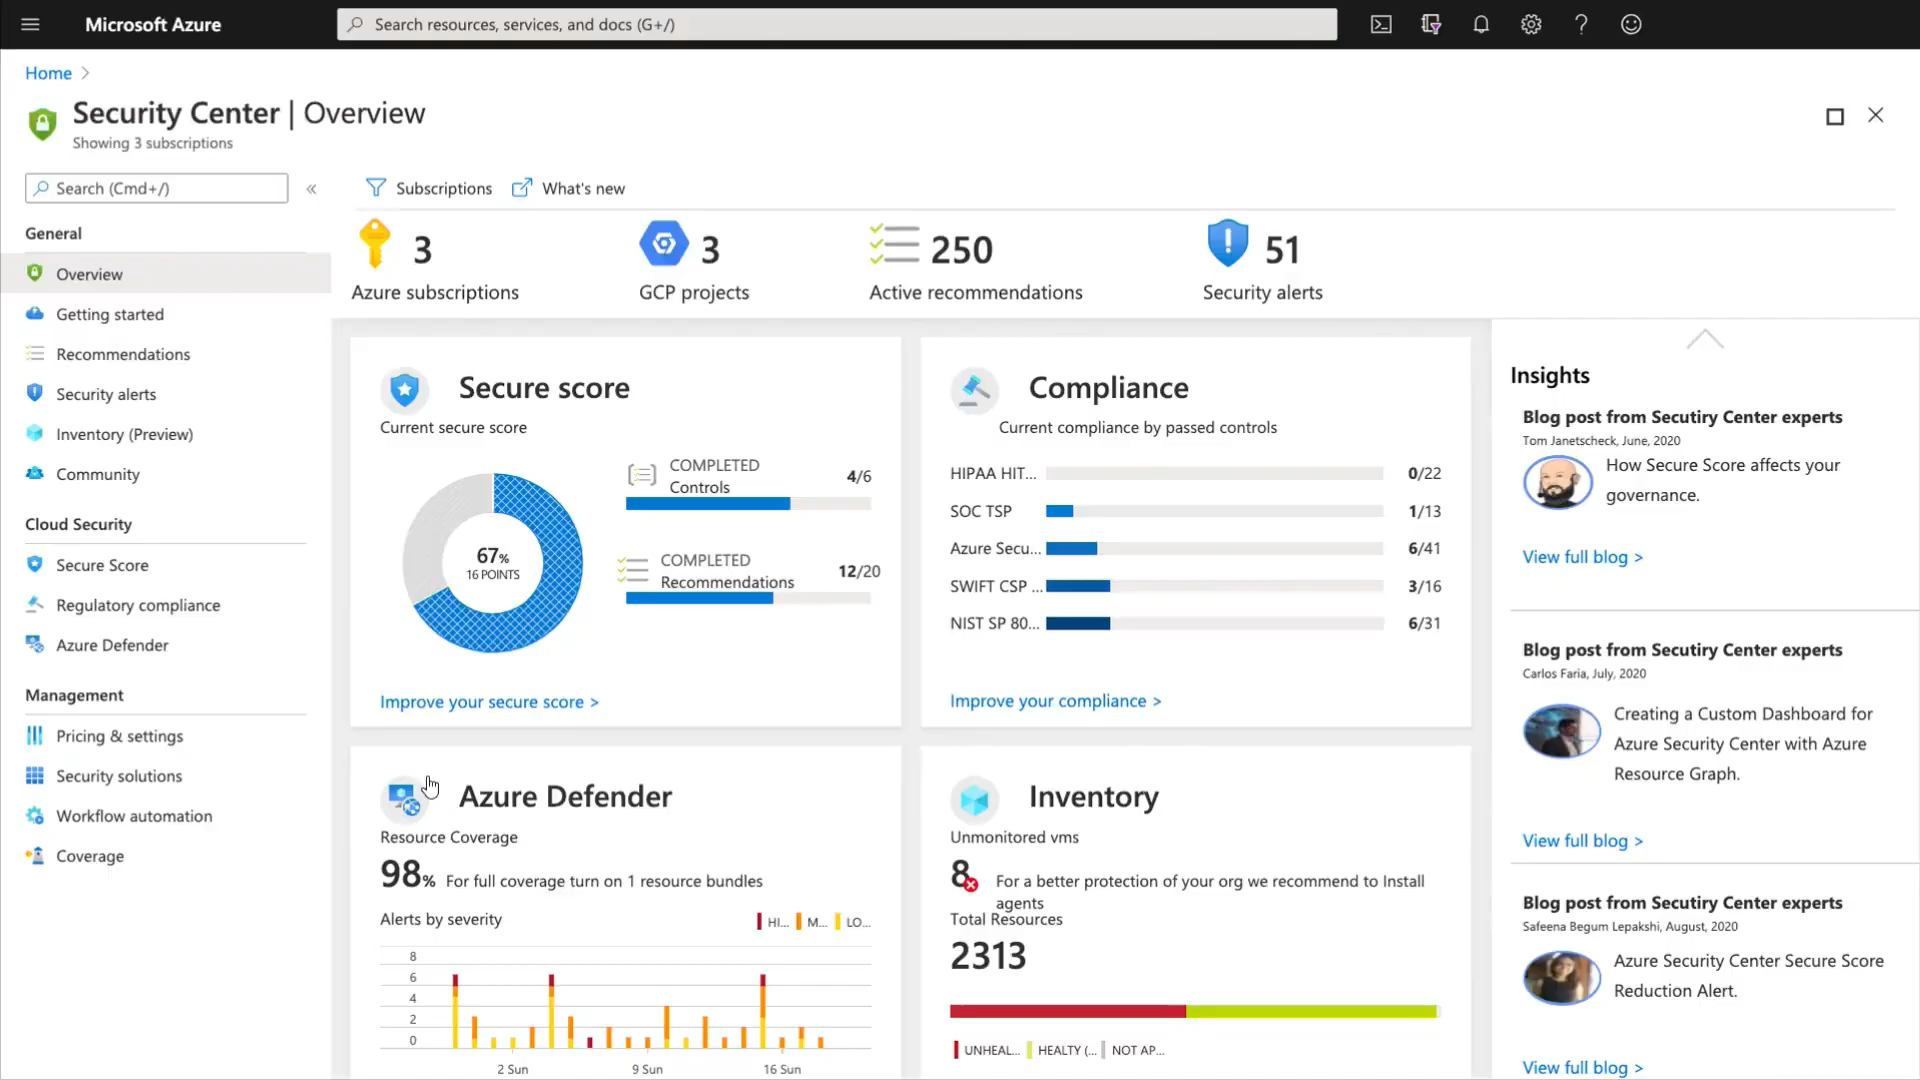 Microsoft Azure
Search resources, services, and docs (G+/)
Home
Security Center | Overview
Showing 3 subscriptions
Search (Cmd+/)
«
Subscriptions
What's new
General
Overview
Getting started
Recommendations
Security alerts
Inventory (Preview)
Community
Cloud Security
Secure Score
Regulatory compliance
Azure Defender
Management
Pricing & settings
Security solutions
Workflow automation
Coverage
3
Azure subscriptions
3
GCP projects
250
Active recommendations
51
Security alerts
Secure score
Current secure score
67%
16 POINTS
COMPLETED
Controls
4/6
COMPLETED
Recommendations
12/20
Improve your secure score >
Compliance
Current compliance by passed controls
HIPAA HIT... 0/22
SOC TSP 1/13
Azure Secu... 6/41
SWIFT CSP ... 3/16
NIST SP 80... 6/31
Improve your compliance >
Azure Defender
Resource Coverage
98% For full coverage turn on 1 resource bundles
Alerts by severity
HI... M... LO...
8
6
4
2
0
2 Sun 9 Sun 16 Sun
Inventory
Unmonitored vms
8 For a better protection of your org we recommend to Install
agents
Total Resources
2313
UNHEAL... HEALTY (... NOT AP...
Insights
Blog post from Secutiry Center experts
Tom Janetscheck, June, 2020
How Secure Score affects your
governance.
View full blog >
Blog post from Secutiry Center experts
Carlos Faria, July, 2020
Creating a Custom Dashboard for
Azure Security Center with Azure
Resource Graph.
View full blog >
Blog post from Secutiry Center experts
Safeena Begum Lepakshi, August, 2020
Azure Security Center Secure Score
Reduction Alert.
View full blog >